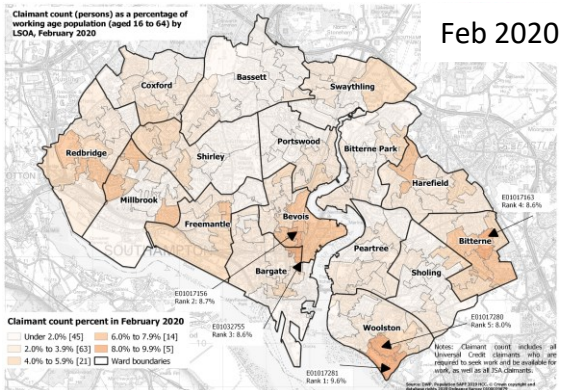 Claimant count (persons) as a percentage of
working age population (aged 16 to 64) by
LSOA, February 2020
Feb 2020
Bassett
Coxford
Swaythling
Portswood
Bitterne Park
Redbridge
Shirley
Harefield
Millbrook
E01017163
Rank 4: 8.6%
Bevois
Freemantle
Bitterne
SOUTHAMPTON
Peartree
Bargate
Sholing
E01017156
Rank 2: 8.7%
E01017280
Rank 5: 8.0%
E01032755
Rank 3: 8.6%
Woolston
Claimant count percent in February 2020
Under 2.0% [45]
2.0% to 3.9% [63]
4.0% to 5.9% [21]
6.0% to 7.9% [14]
8.0% to 9.9% [5]
Ward boundaries
E01017281
Rank 1: 9.6%
Notes: Claimant count includes all
Universal Credit claimants who are
required to seek work and be available for
work, as well as all JSA claimants.